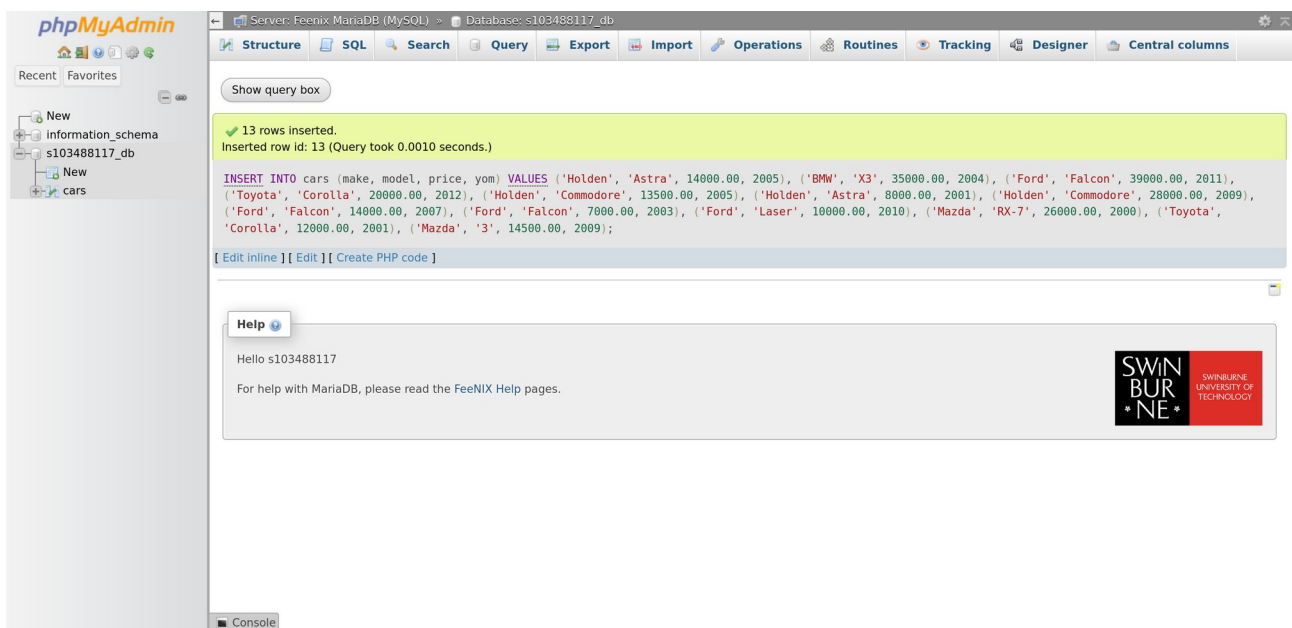 phpMyAdmin
Recent Favorites
New
information_schema
s103488117_db
New
cars
Server: Feenix MariaDB (MySQL) » Database: s103488117_db
Structure SQL Search Query Export Import Operations Routines Tracking Designer Central columns
Show query box
13 rows inserted.
Inserted row id: 13 (Query took 0.0010 seconds.)
INSERT INTO cars (make, model, price, yom) VALUES ('Holden', 'Astra', 14000.00, 2005), ('BMW', 'X3', 35000.00, 2004), ('Ford', 'Falcon', 39000.00, 2011),
('Toyota', 'Corolla', 20000.00, 2012), ('Holden', 'Commodore', 13500.00, 2005), ('Holden', 'Astra', 8000.00, 2001), ('Holden', 'Commodore', 28000.00, 2009),
('Ford', 'Falcon', 14000.00, 2007), ('Ford', 'Falcon', 7000.00, 2003), ('Ford', 'Laser', 10000.00, 2010), ('Mazda', 'RX-7', 26000.00, 2000), ('Toyota',
'Corolla', 12000.00, 2001), ('Mazda', '3', 14500.00, 2009);
[ Edit inline ] [ Edit ] [ Create PHP code ]
Help
Hello s103488117
For help with MariaDB, please read the FeeNIX Help pages.
SWIN
BUR
NE
SWINBURNE
UNIVERSITY OF
TECHNOLOGY
Console